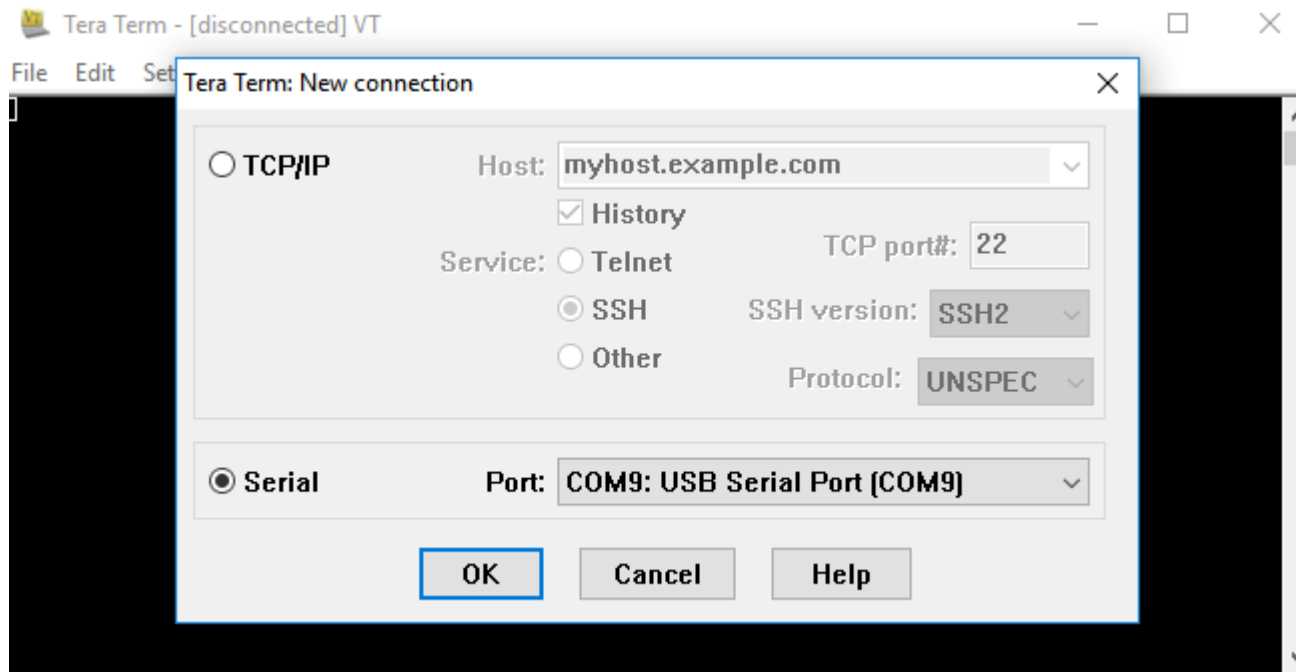 Tera Term - [disconnected] VT
File Edit Set
Tera Term: New connection
TCP/IP Host: myhost.example.com
History
Service: Telnet TCP port#: 22
SSH SSH version: SSH2
Other Protocol: UNSPEC
Serial Port: COM9: USB Serial Port (COM9)
OK Cancel Help